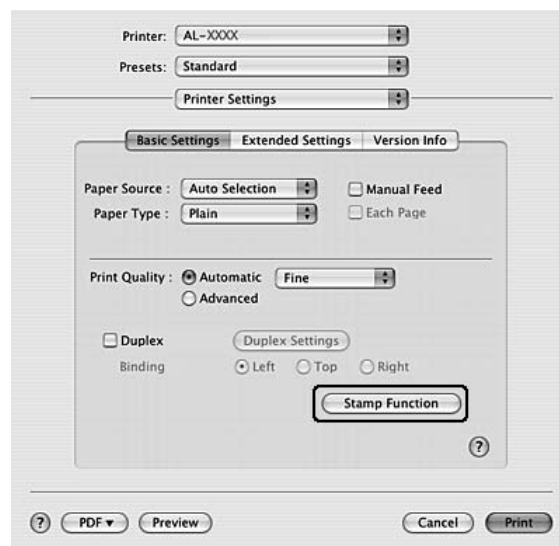 Printer: AL-XXXX
Presets: Standard
Printer Settings
Basic Settings Extended Settings Version Info
Paper Source : Auto Selection Manual Feed
Paper Type : Plain Each Page
Print Quality : Automatic Fine
Advanced
Duplex Duplex Settings
Binding Left Top Right
Stamp Function
?
? PDF▼ Preview Cancel Print